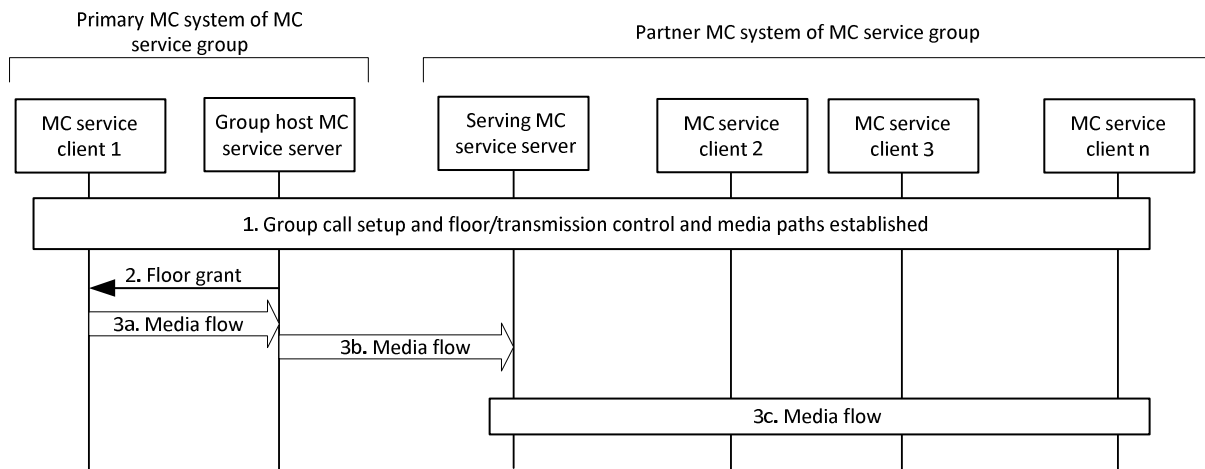 Primary MC system of MC
service group
Partner MC system of MC service group
MC service
client 1
Group host MC
service server
Serving MC
service server
MC service
client 2
MC service
client 3
MC service
client n
1. Group call setup and floor/transmission control and media paths established
2. Floor grant
3a. Media flow
3b. Media flow
3c. Media flow